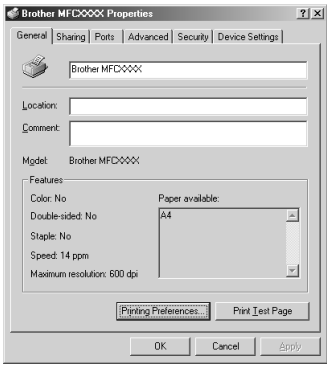 Brother MFCXXXX Properties
General Sharing Ports Advanced Security Device Settings
Brother MFCXXXX
Location:
Comment:
Model: Brother MFCXXXX
Features
Color: No
Paper available:
Double-sided: No
A4
Staple: No
Speed: 14 ppm
Maximum resolution: 600 dpi
Printing Preferences... Print Test Page
OK Cancel Apply